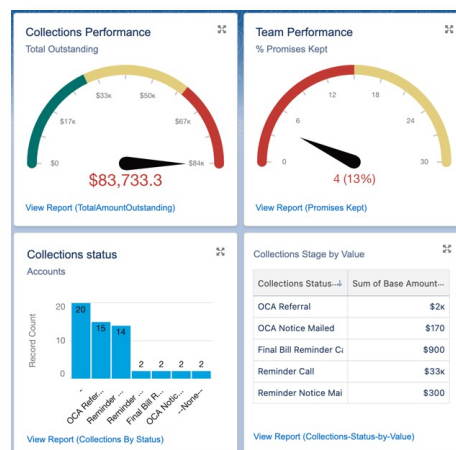 Collections Performance
Total Outstanding
$0
$17K
$33K
$50K
$67K
$84K
$83,733.3
View Report (TotalAmountOutstanding)
Team Performance
% Promises Kept
0
6
12
18
24
30
4 (13%)
View Report (Promises Kept)
Collections status
Accounts
Record Count
20
10
0
20
15
14
2
2
2
2
-
OCA Refer...
Reminder ...
Reminder ...
Final Bill R...
OCA Notic...
--None--
View Report (Collections By Status)
Collections Stage by Value
Collections Status...↓ Sum of Base Amount...
OCA Referral $2K
OCA Notice Mailed $170
Final Bill Reminder Ca $900
Reminder Call $33K
Reminder Notice Mai $300
View Report (Collections-Status-by-Value)